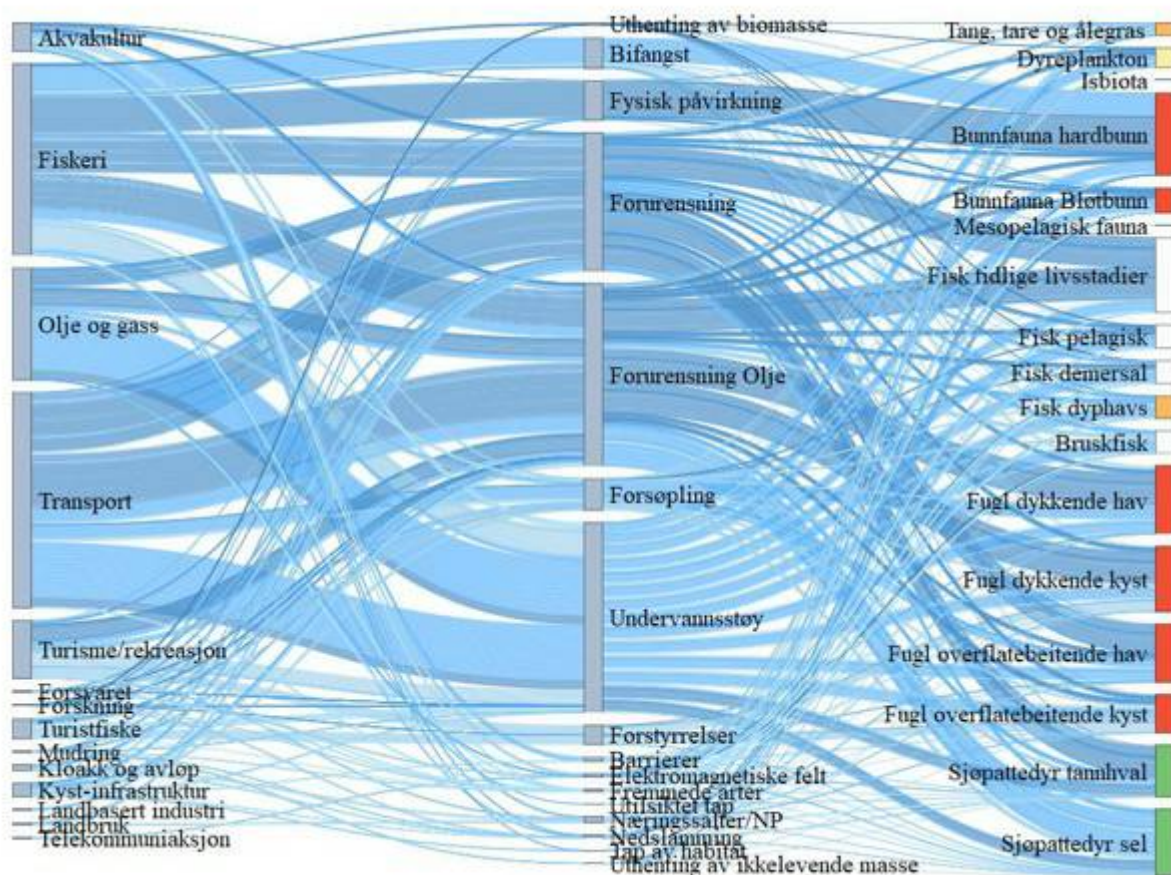 Akvakultur
Fiskeri
Olje og gass
Transport
Turisme/rekreasjon
Forsvaret
Forskning
Turistfiske
Mudring
Kloakk og avløp
Kyst-infrastruktur
Landbasert industri
Landbruk
Telekommuniaksjon
Uthenting av biomasse
Bifangst
Fysisk påvirkning
Forurensning
Forurensning Olje
Forsøpling
Undervannsstøy
Forstyrrelser
Barrierer
Elektromagnetiske felt
Fremmede arter
Utilsiktet tap
Næringssalter/NP
Nedslamming
Tap av habitat
Uthenting av ikkelevende masse
Tang, tare og ålegras
Dyreplankton
Isbiota
Bunnfauna hardbunn
Bunnfauna Bløtbunn
Mesopelagisk fauna
Fisk tidlige livsstadier
Fisk pelagisk
Fisk demersal
Fisk dyphavs
Bruskfisk
Fugl dykkende hav
Fugl dykkende kyst
Fugl overflatebeitende hav
Fugl overflatebeitende kyst
Sjøpattedyr tannhval
Sjøpattedyr sel